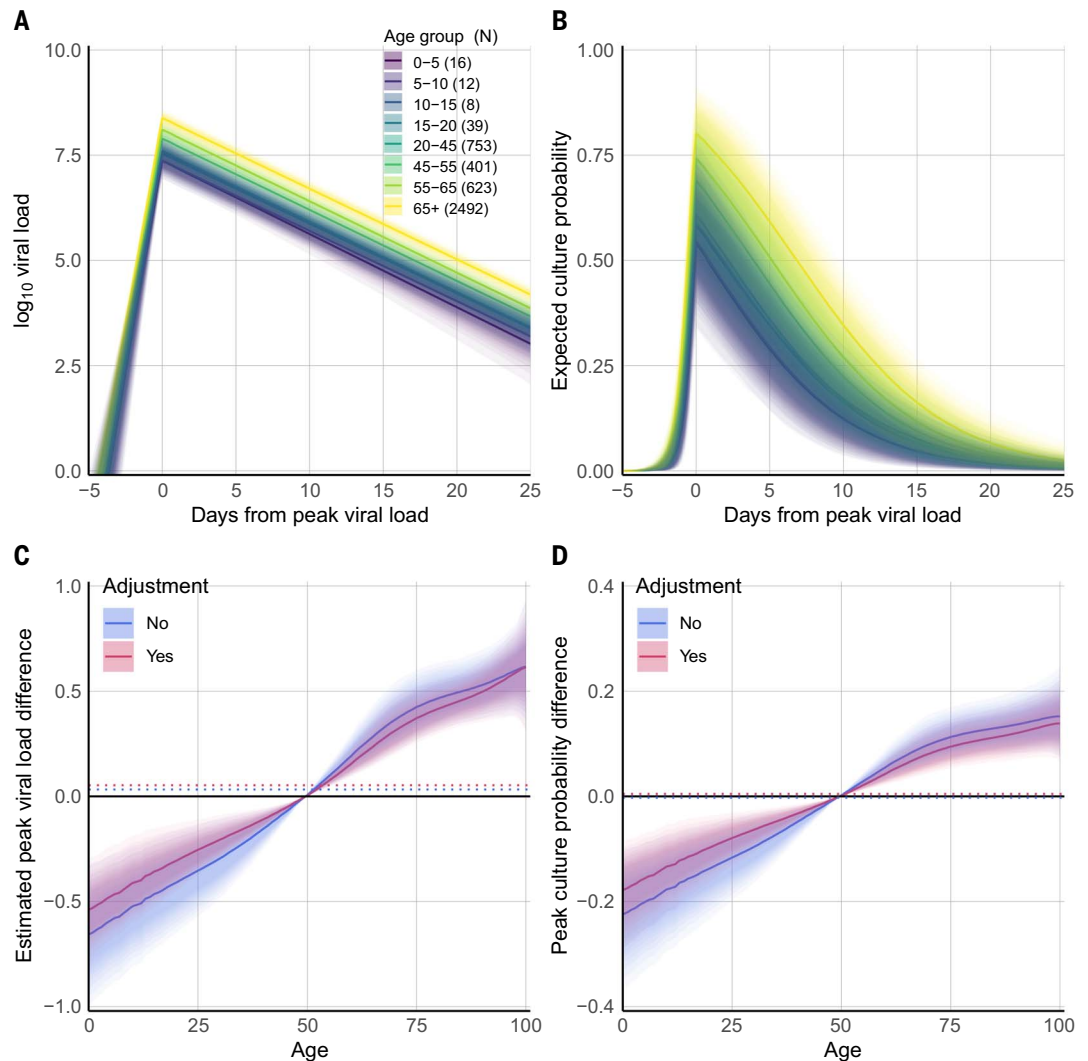 A
log₁₀ viral load
10.0
7.5
5.0
2.5
0.0
−5
0
5
10
15
20
25
Days from peak viral load
Age group (N)
0−5 (16)
5−10 (12)
10−15 (8)
15−20 (39)
20−45 (753)
45−55 (401)
55−65 (623)
65+ (2492)
B
Expected culture probability
1.00
0.75
0.50
0.25
0.00
−5
0
5
10
15
20
25
Days from peak viral load
C
Estimated peak viral load difference
1.0
0.5
0.0
−0.5
−1.0
0
25
50
75
100
Age
Adjustment
No
Yes
D
Peak culture probability difference
0.4
0.2
0.0
−0.2
−0.4
0
25
50
75
100
Age
Adjustment
No
Yes